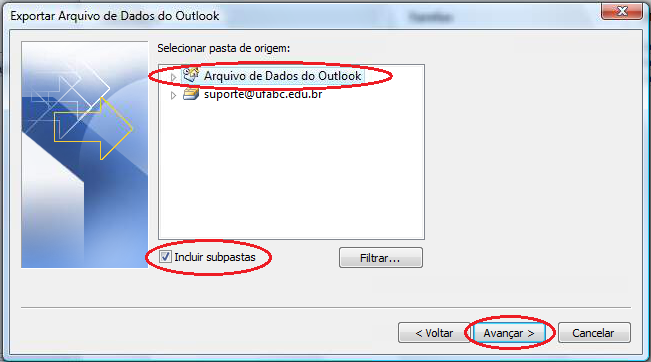 Exportar Arquivo de Dados do Outlook
Selecionar pasta de origem:
Arquivo de Dados do Outlook
suporte@ufabc.edu.br
Incluir subpastas
Filtrar...
< Voltar
Avançar >
Cancelar